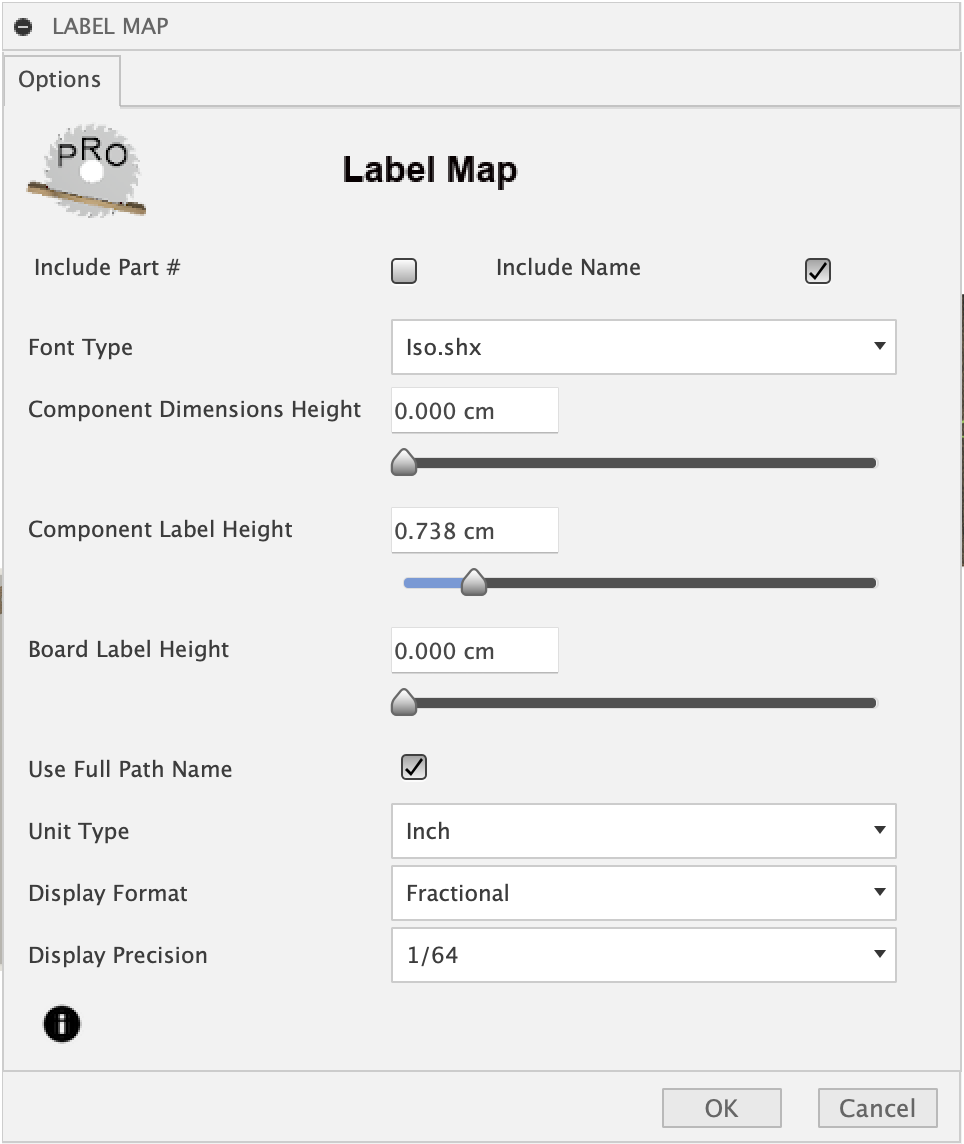 LABEL MAP
Options
PRO
Label Map
Include Part #
Include Name
Font Type
Iso.shx
Component Dimensions Height
0.000 cm
Component Label Height
0.738 cm
Board Label Height
0.000 cm
Use Full Path Name
Unit Type
Inch
Display Format
Fractional
Display Precision
1/64
OK
Cancel